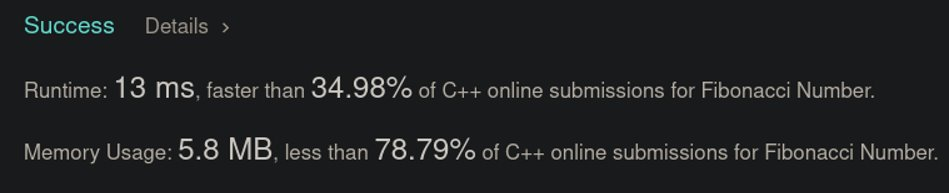 Success Details >
Runtime: 13 ms, faster than 34.98% of C++ online submissions for Fibonacci Number.
Memory Usage: 5.8 MB, less than 78.79% of C++ online submissions for Fibonacci Number.